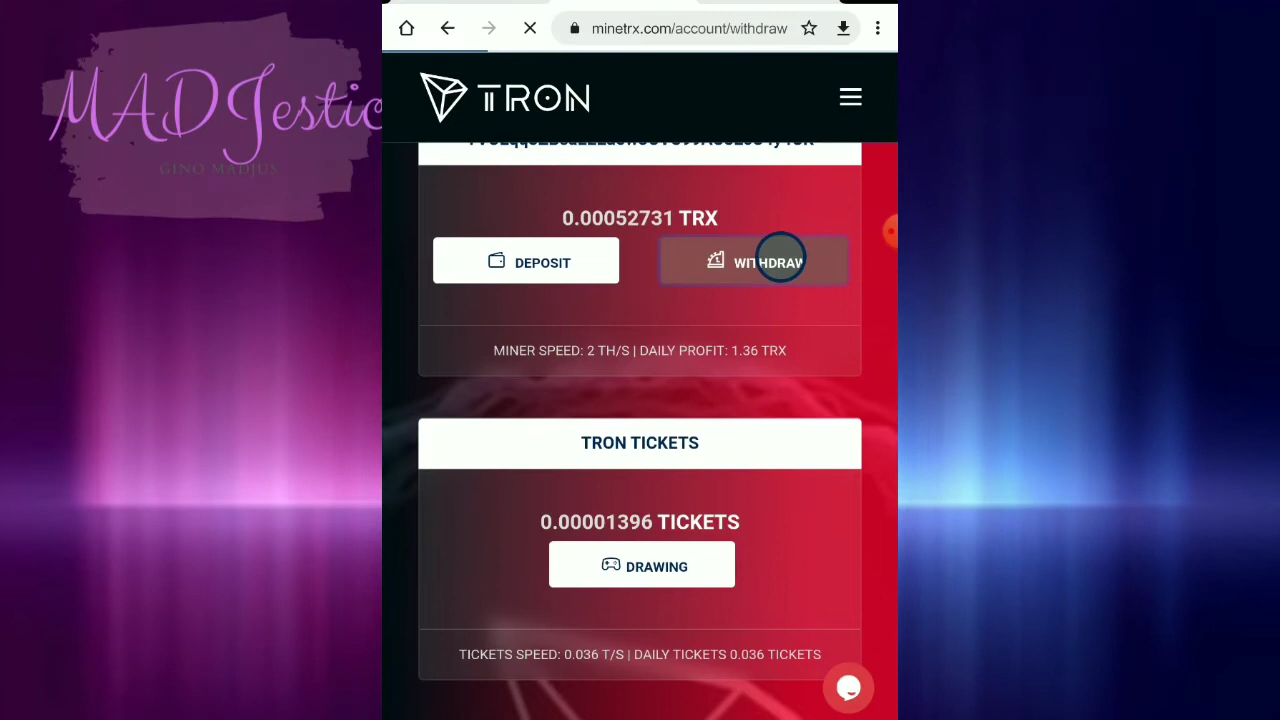 MADJestic
GINO MADJUS
minetrx.com/account/withdraw
TRON
0.00052731 TRX
DEPOSIT
WITHDRAW
MINER SPEED: 2 TH/S | DAILY PROFIT: 1.36 TRX
TRON TICKETS
0.00001396 TICKETS
DRAWING
TICKETS SPEED: 0.036 T/S | DAILY TICKETS 0.036 TICKETS